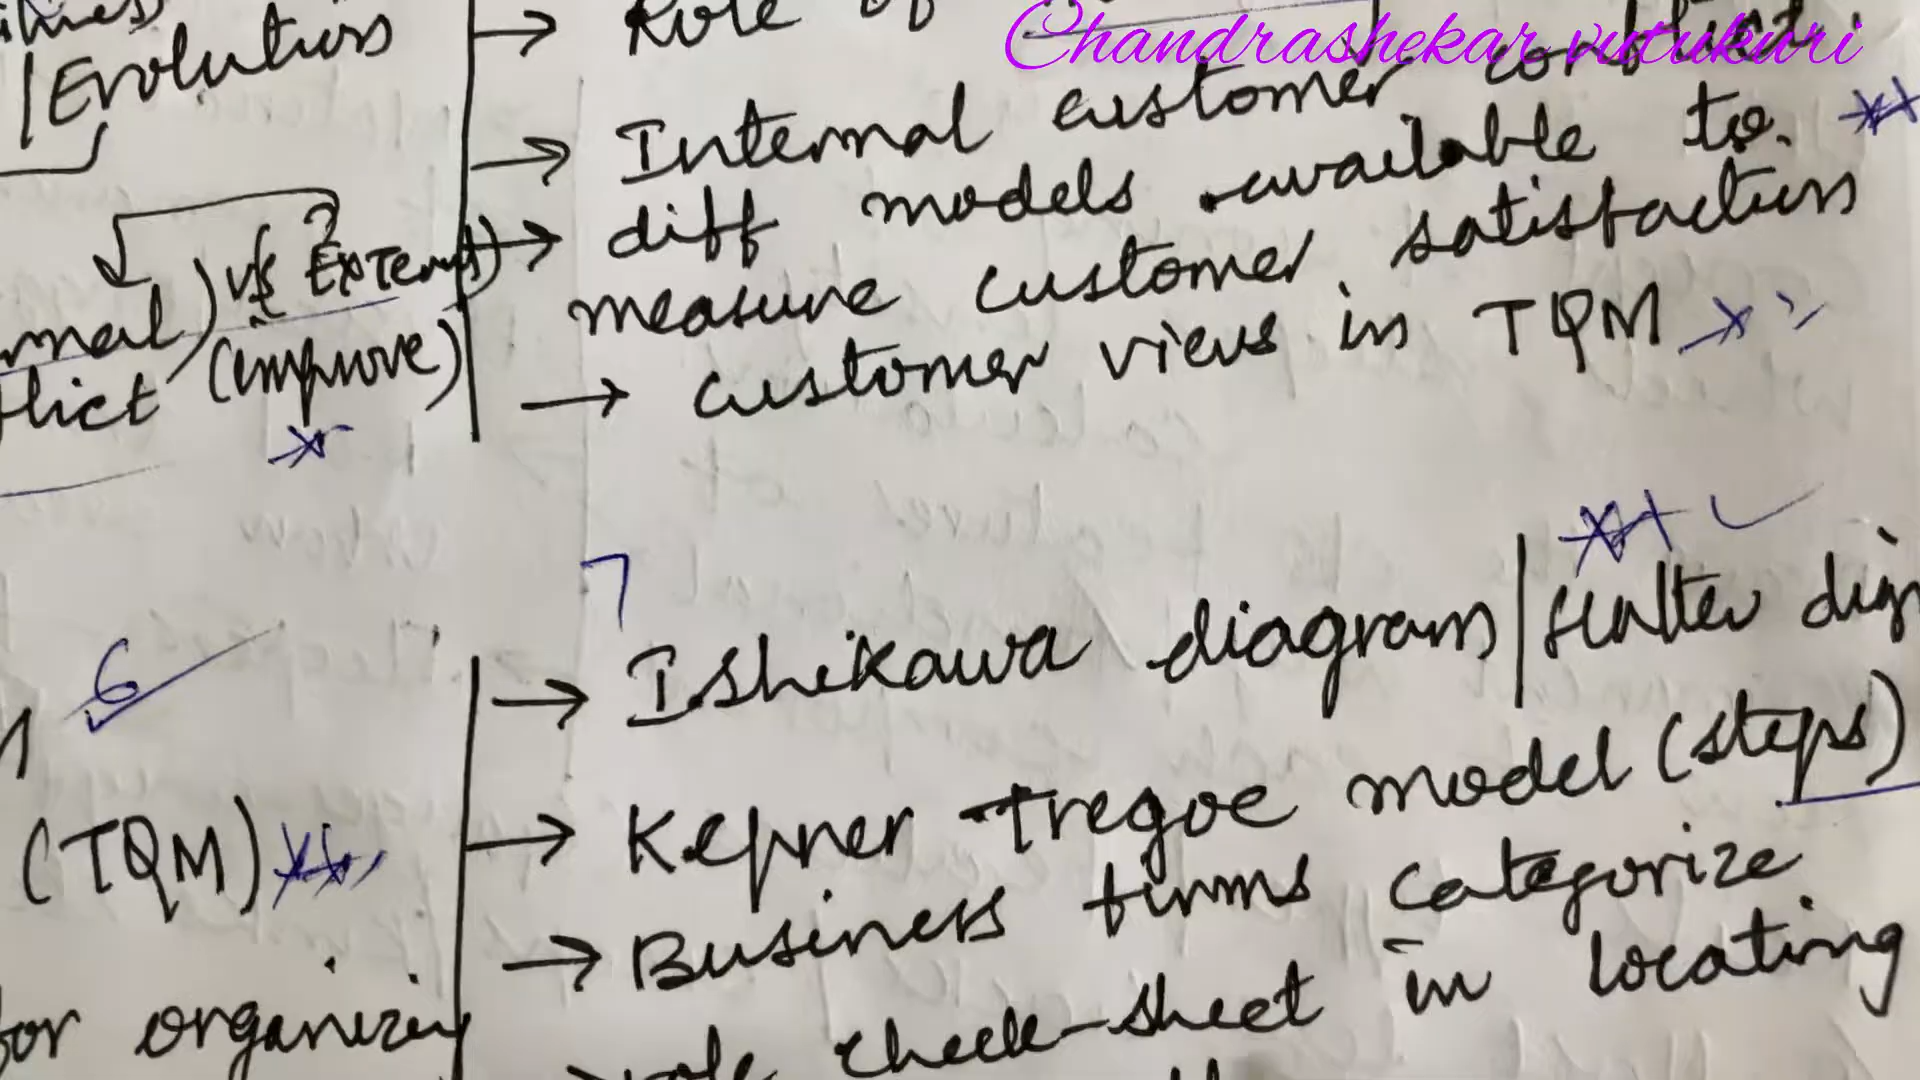 |Evolution
→ Role of
Chandrashekar vutukuri
→ Internal customer conflict
→ diff models available to
measure customer satisfaction
→ customer views in TQM
vs External)
(improve)
7
→ Ishikawa diagram|scatter dig
→ Kepner Tregoe model (steps)
→ Business firms categorize
check-sheet in locating
6
(TQM)
for organizing